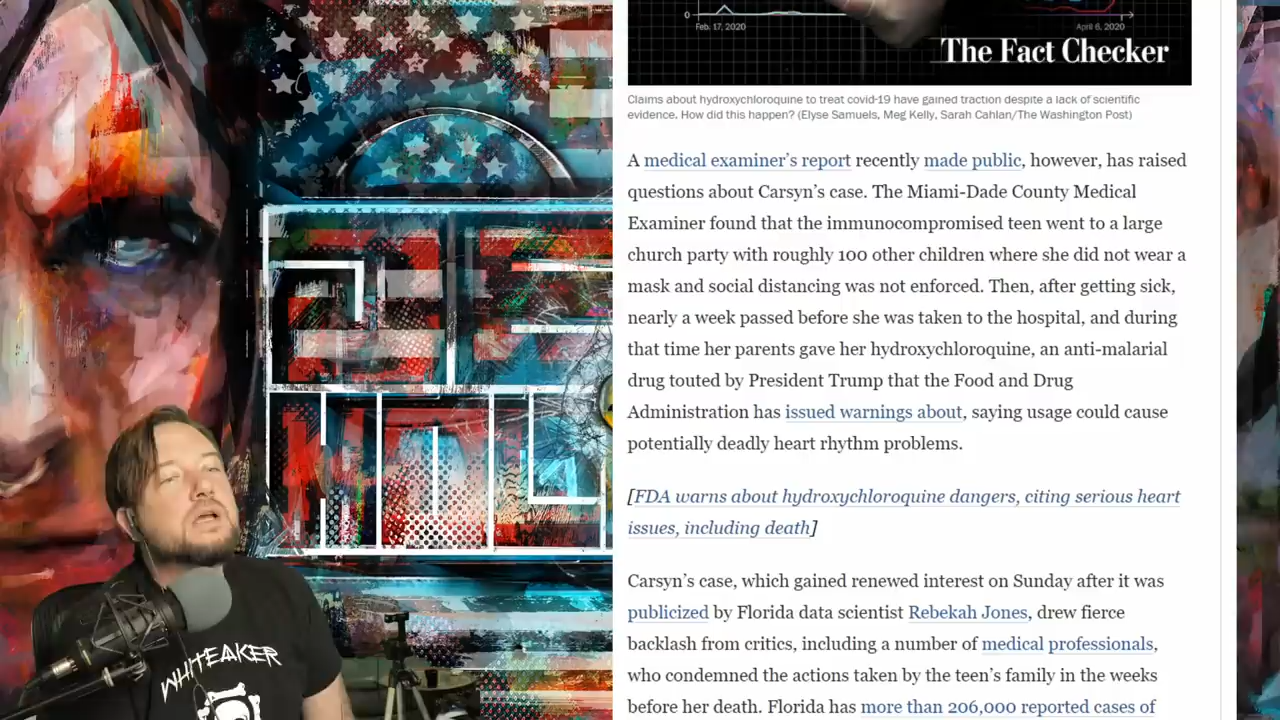 0
Feb. 17, 2020
April 6, 2020
The Fact Checker
Claims about hydroxychloroquine to treat covid-19 have gained traction despite a lack of scientific
evidence. How did this happen? (Elyse Samuels, Meg Kelly, Sarah Cahlan/The Washington Post)
A medical examiner's report recently made public, however, has raised
questions about Carsyn's case. The Miami-Dade County Medical
Examiner found that the immunocompromised teen went to a large
church party with roughly 100 other children where she did not wear a
mask and social distancing was not enforced. Then, after getting sick,
nearly a week passed before she was taken to the hospital, and during
that time her parents gave her hydroxychloroquine, an anti-malarial
drug touted by President Trump that the Food and Drug
Administration has issued warnings about, saying usage could cause
potentially deadly heart rhythm problems.
[FDA warns about hydroxychloroquine dangers, citing serious heart
issues, including death]
Carsyn's case, which gained renewed interest on Sunday after it was
publicized by Florida data scientist Rebekah Jones, drew fierce
backlash from critics, including a number of medical professionals,
who condemned the actions taken by the teen's family in the weeks
before her death. Florida has more than 206,000 reported cases of
WHITEAKER